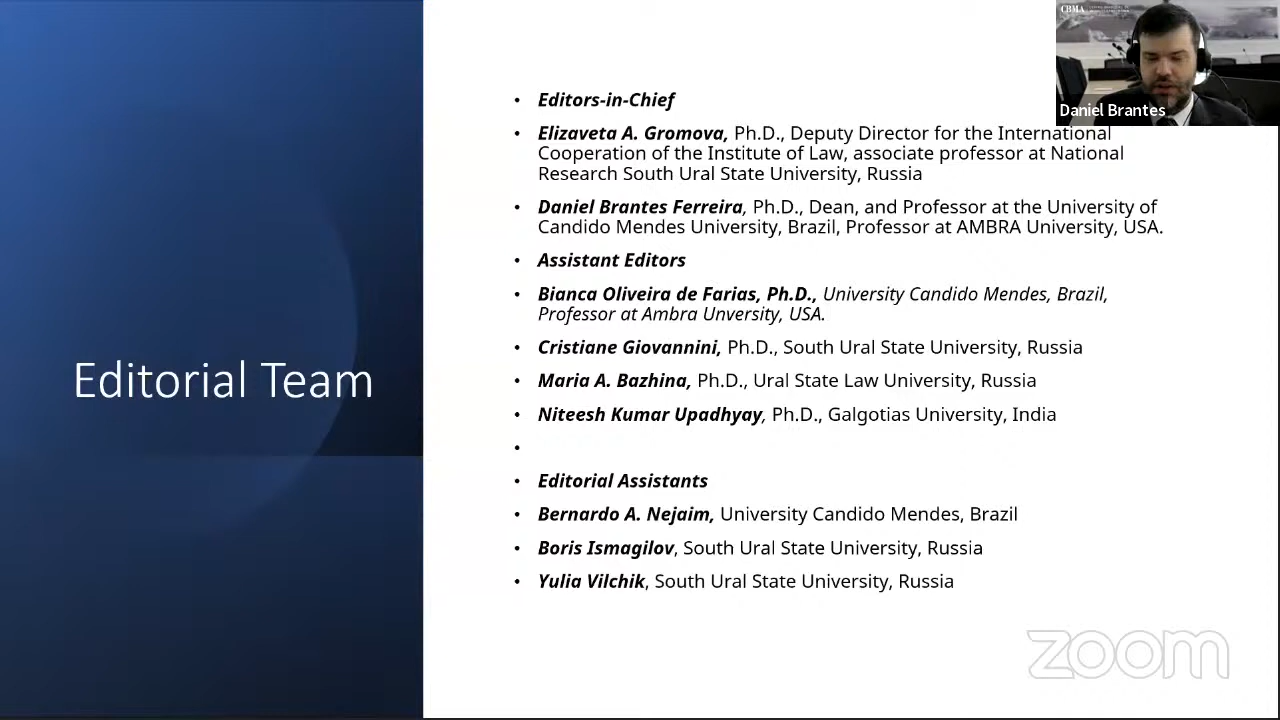 CBMA
Daniel Brantes
Editorial Team
• Editors-in-Chief
• Elizaveta A. Gromova, Ph.D., Deputy Director for the International
Cooperation of the Institute of Law, associate professor at National
Research South Ural State University, Russia
• Daniel Brantes Ferreira, Ph.D., Dean, and Professor at the University of
Candido Mendes University, Brazil, Professor at AMBRA University, USA.
• Assistant Editors
• Bianca Oliveira de Farias, Ph.D., University Candido Mendes, Brazil,
Professor at Ambra Unversity, USA.
• Cristiane Giovannini, Ph.D., South Ural State University, Russia
• Maria A. Bazhina, Ph.D., Ural State Law University, Russia
• Niteesh Kumar Upadhyay, Ph.D., Galgotias University, India
•
• Editorial Assistants
• Bernardo A. Nejaim, University Candido Mendes, Brazil
• Boris Ismagilov, South Ural State University, Russia
• Yulia Vilchik, South Ural State University, Russia
zoom